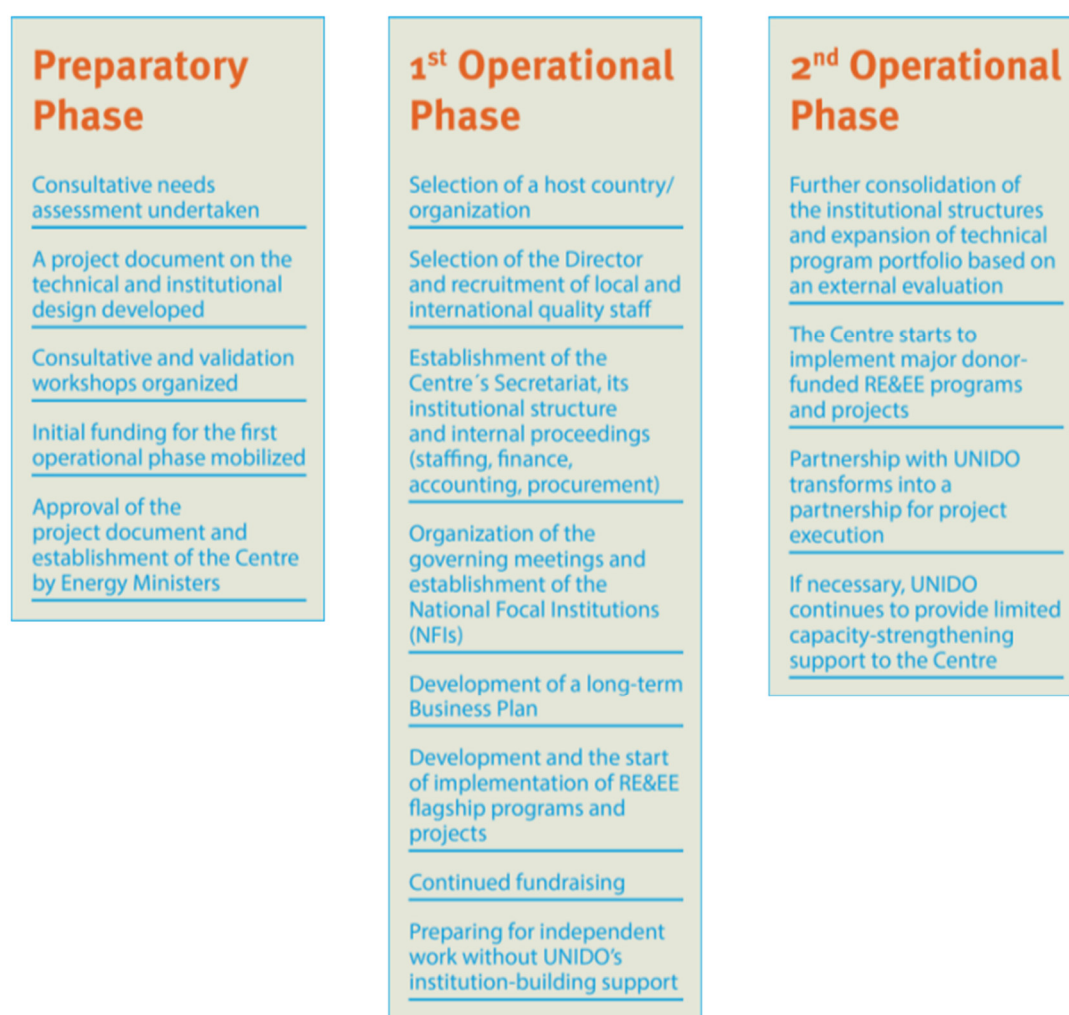 Preparatory
Phase
Consultative needs
assessment undertaken
A project document on the
technical and institutional
design developed
Consultative and validation
workshops organized
Initial funding for the first
operational phase mobilized
Approval of the
project document and
establishment of the Centre
by Energy Ministers
1st Operational
Phase
Selection of a host country/
organization
Selection of the Director
and recruitment of local and
international quality staff
Establishment of the
Centre´s Secretariat, its
institutional structure
and internal proceedings
(staffing, finance,
accounting, procurement)
Organization of the
governing meetings and
establishment of the
National Focal Institutions
(NFIs)
Development of a long-term
Business Plan
Development and the start
of implementation of RE&EE
flagship programs and
projects
Continued fundraising
Preparing for independent
work without UNIDO’s
institution-building support
2nd Operational
Phase
Further consolidation of
the institutional structures
and expansion of technical
program portfolio based on
an external evaluation
The Centre starts to
implement major donor-
funded RE&EE programs
and projects
Partnership with UNIDO
transforms into a
partnership for project
execution
If necessary, UNIDO
continues to provide limited
capacity-strengthening
support to the Centre